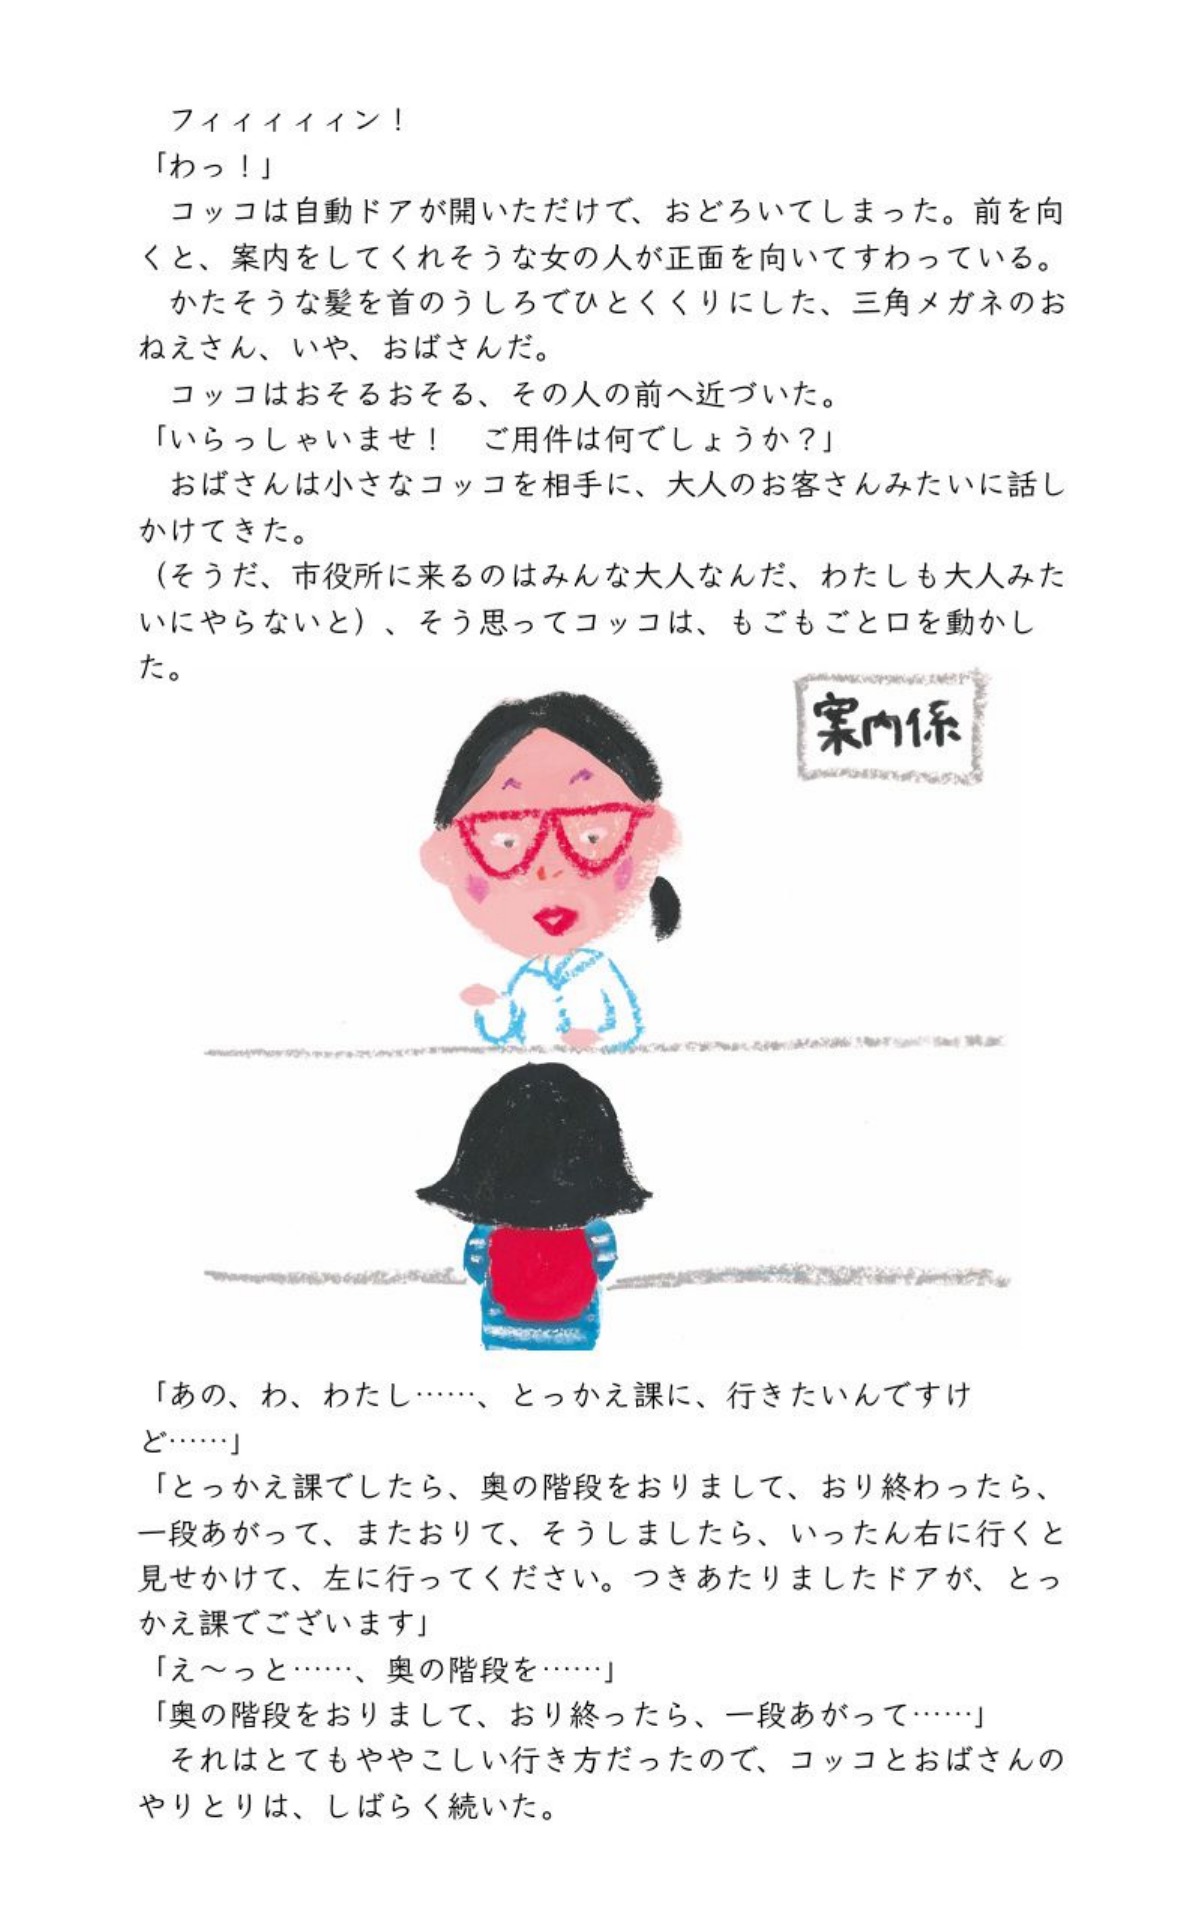 フィィィィィン！
「わっ！」
　コッコは自動ドアが開いただけで、おどろいてしまった。前を向
くと、案内をしてくれそうな女の人が正面を向いてすわっている。
　かたそうな髪を首のうしろでひとくくりにした、三角メガネのお
ねえさん、いや、おばさんだ。
　コッコはおそるおそる、その人の前へ近づいた。
「いらっしゃいませ！　ご用件は何でしょうか？」
　おばさんは小さなコッコを相手に、大人のお客さんみたいに話し
かけてきた。
（そうだ、市役所に来るのはみんな大人なんだ、わたしも大人みた
いにやらないと）、そう思ってコッコは、もごもごと口を動かし
た。
案内係
「あの、わ、わたし……、とっかえ課に、行きたいんですけ
ど……」
「とっかえ課でしたら、奥の階段をおりまして、おり終わったら、
一段あがって、またおりて、そうしましたら、いったん右に行くと
見せかけて、左に行ってください。つきあたりましたドアが、とっ
かえ課でございます」
「え～っと……、奥の階段を……」
「奥の階段をおりまして、おり終ったら、一段あがって……」
　それはとてもややこしい行き方だったので、コッコとおばさんの
やりとりは、しばらく続いた。